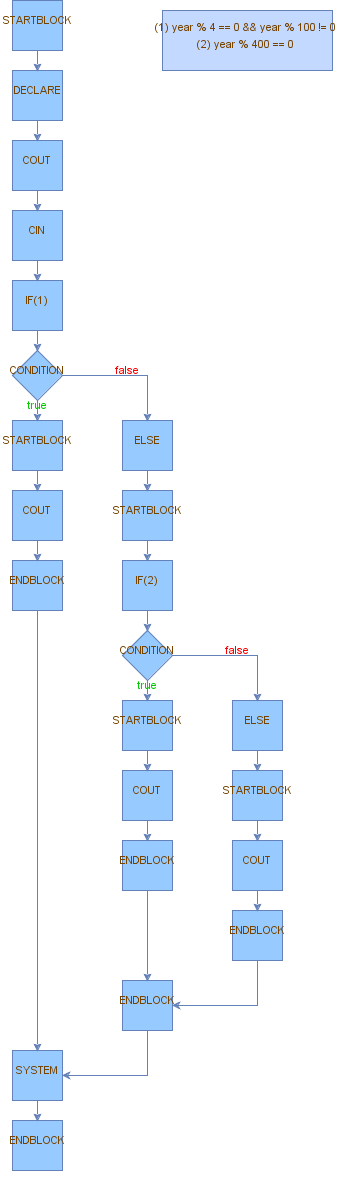 STARTBLOCK
(1) year % 4 == 0 && year % 100 != 0
(2) year % 400 == 0
DECLARE
COUT
CIN
IF(1)
CONDITION
false
true
STARTBLOCK
ELSE
COUT
STARTBLOCK
ENDBLOCK
IF(2)
CONDITION
false
true
STARTBLOCK
ELSE
COUT
STARTBLOCK
ENDBLOCK
COUT
ENDBLOCK
ENDBLOCK
SYSTEM
ENDBLOCK